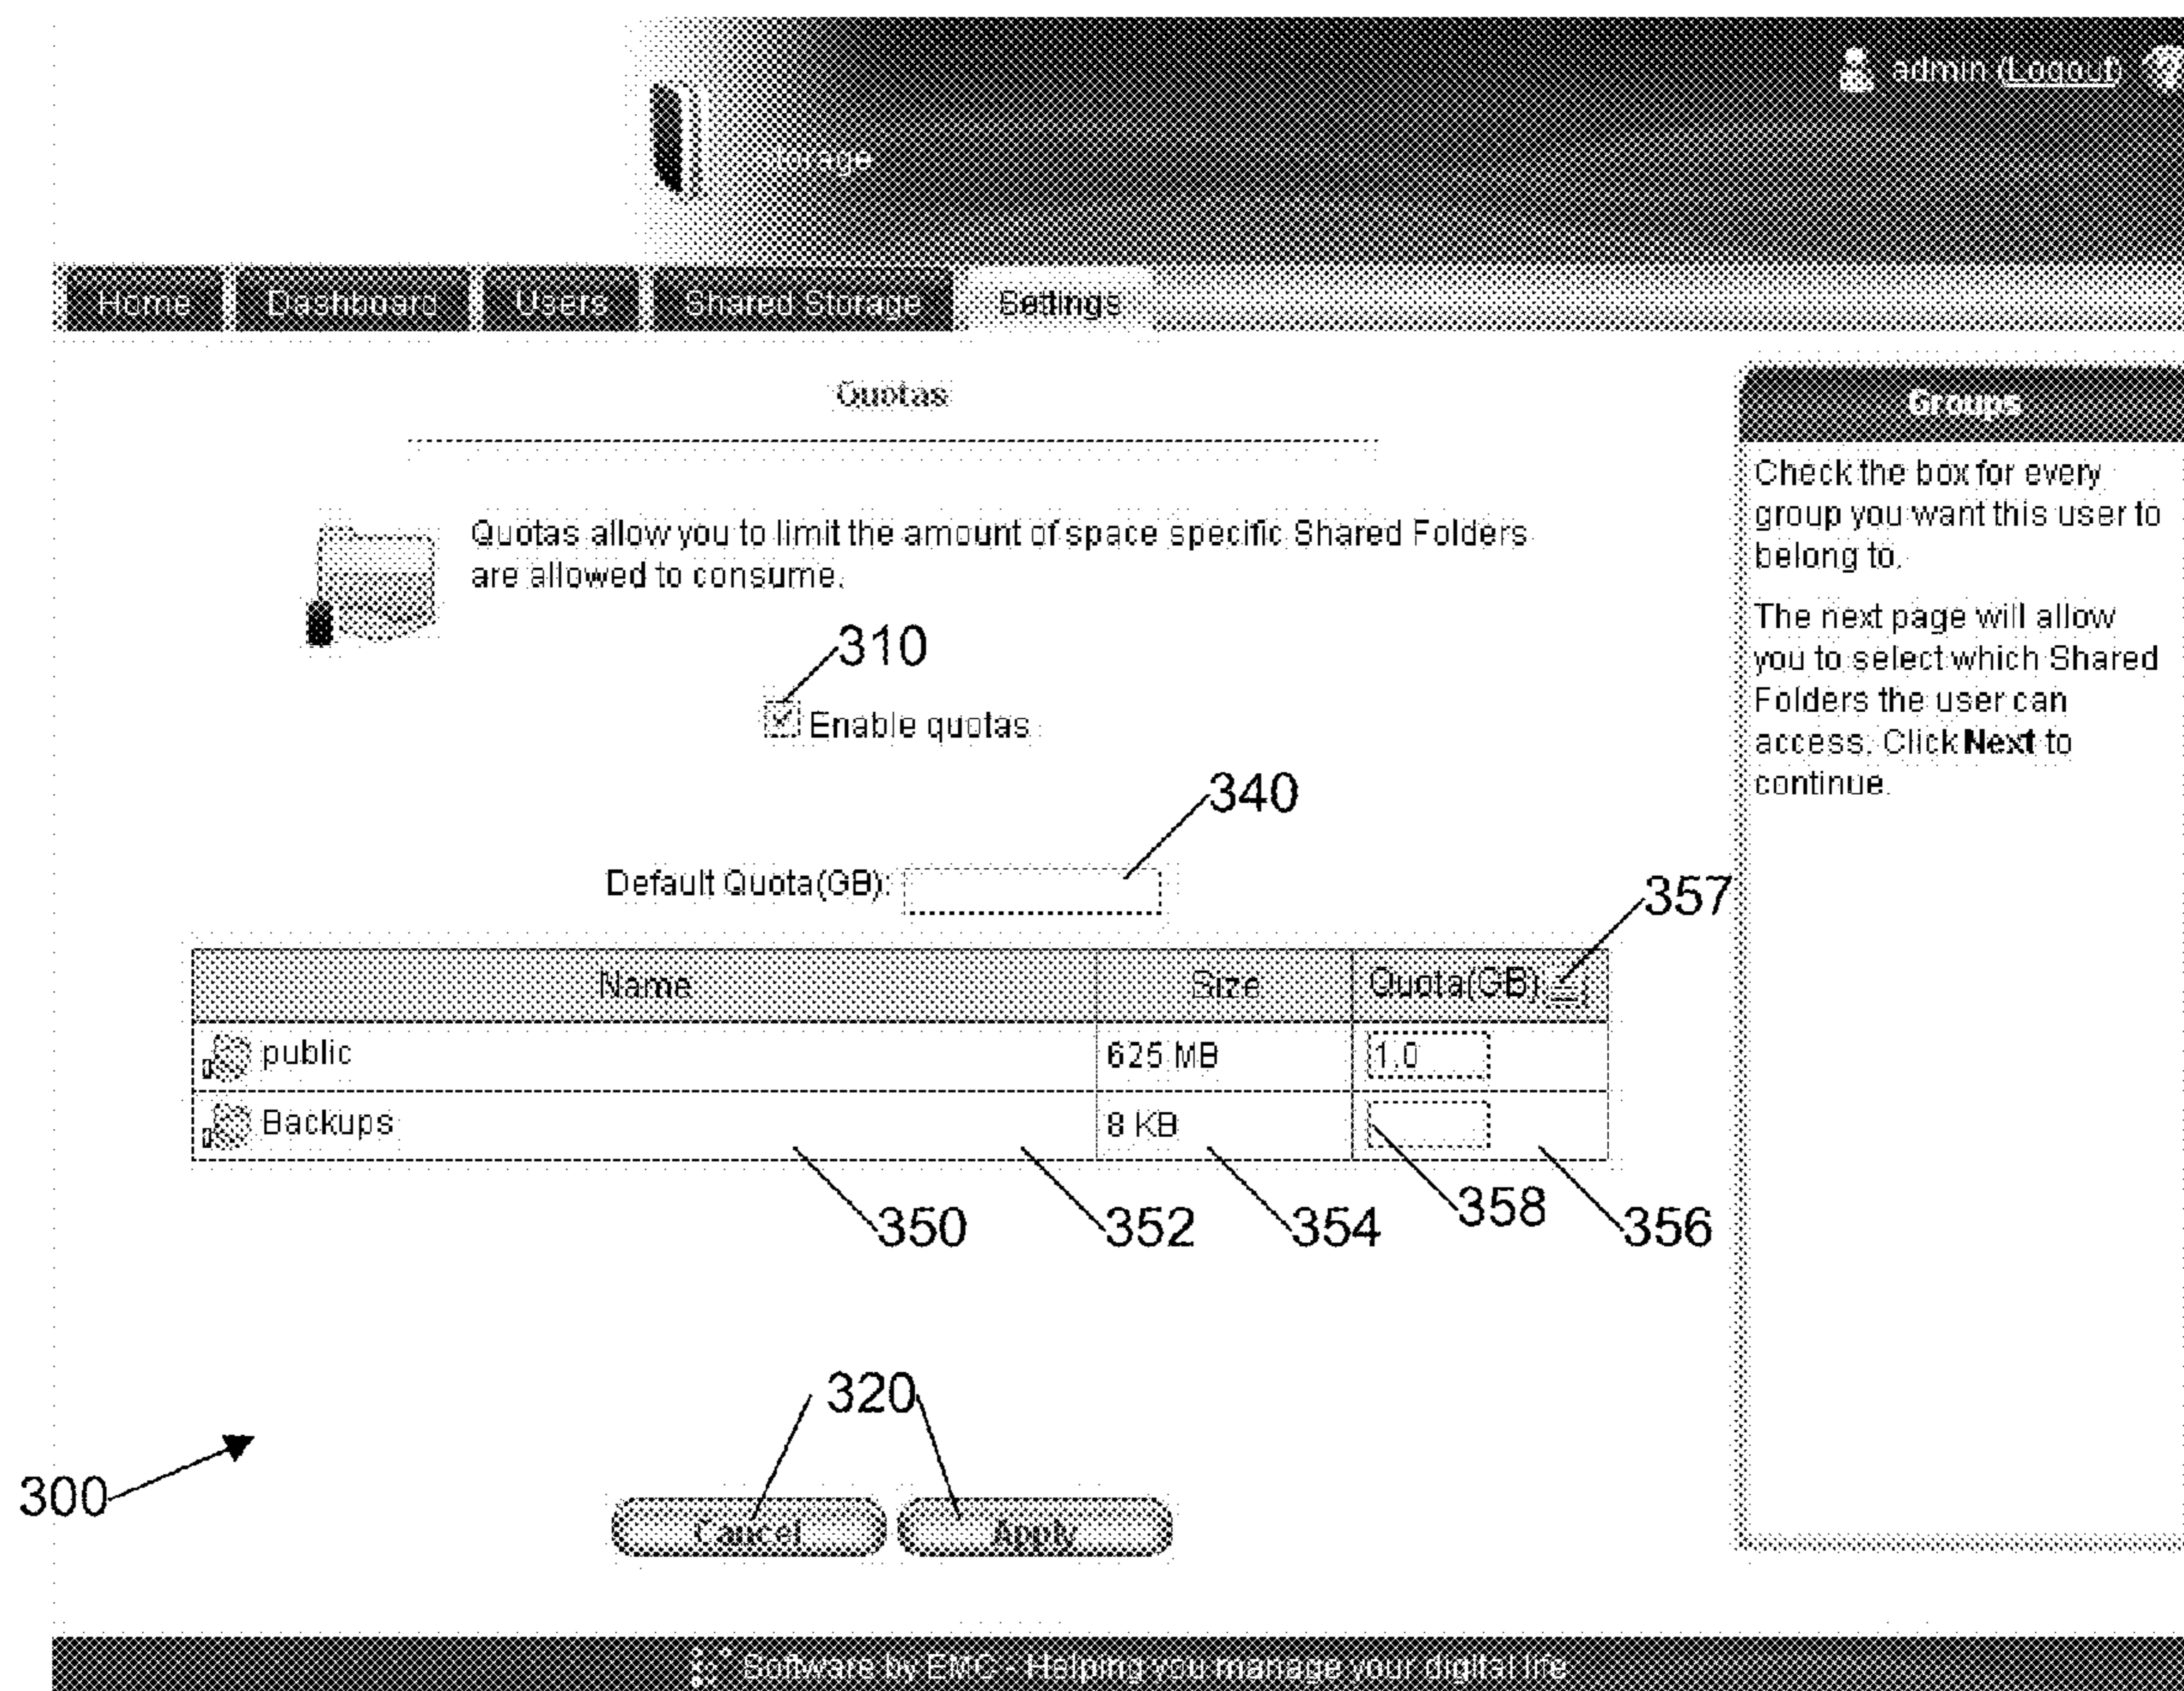 admin (Logout)
Storage
Home Dashboard Users Shared Storage Settings
Quotas
Quotas allow you to limit the amount of space specific Shared Folders
are allowed to consume.
310
Enable quotas
340
Default Quota(GB):
357
Name Size Quota(GB)
public 625 MB 1.0
Backups 8 KB
350 352 354 358 356
320
300
Cancel Apply
Groups
Check the box for every
group you want this user to
belong to.
The next page will allow
you to select which Shared
Folders the user can
access. Click Next to
continue.
Software by EMC - Helping you manage your digital life